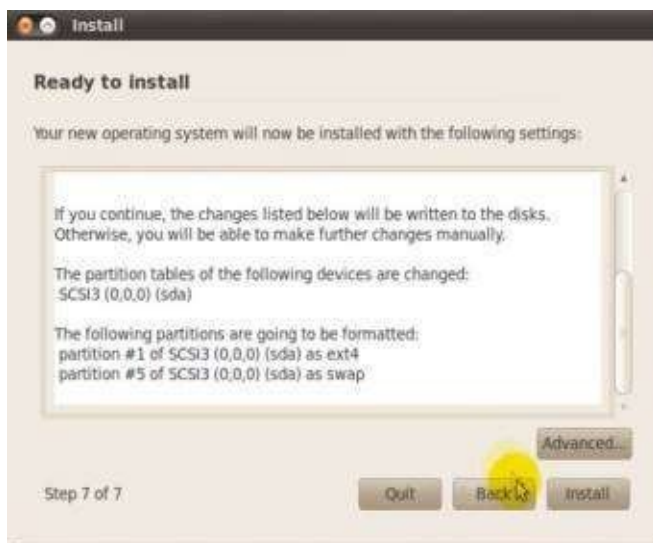 Install
Ready to install
Your new operating system will now be installed with the following settings:
If you continue, the changes listed below will be written to the disks.
Otherwise, you will be able to make further changes manually.
The partition tables of the following devices are changed:
SCSI3 (0,0,0) (sda)
The following partitions are going to be formatted:
partition #1 of SCSI3 (0,0,0) (sda) as ext4
partition #5 of SCSI3 (0,0,0) (sda) as swap
Advanced...
Step 7 of 7
Quit
Back
Install